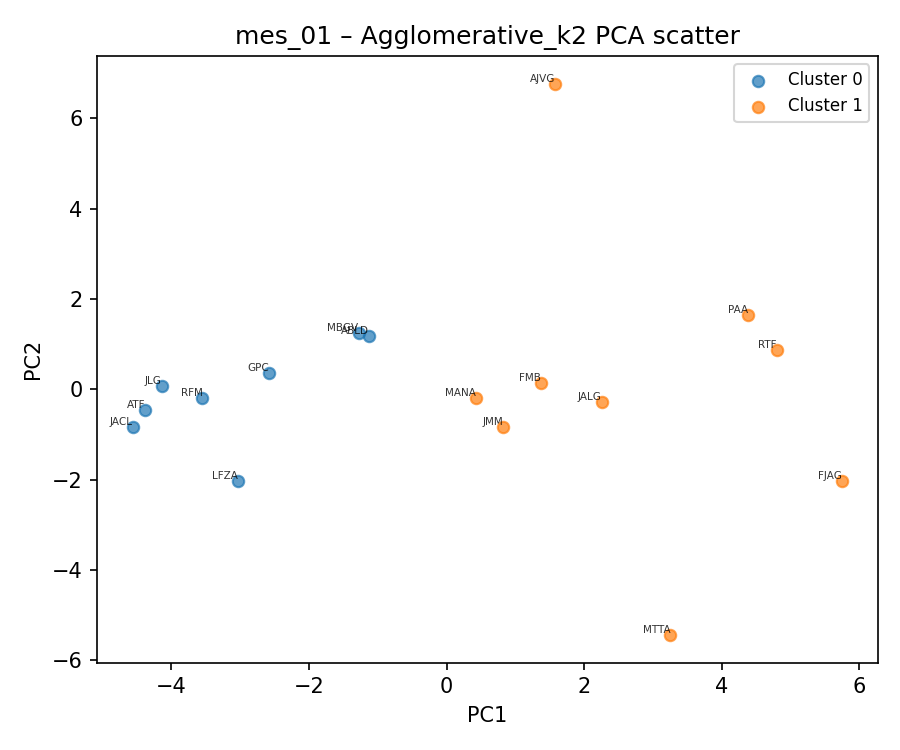 mes_01 – Agglomerative_k2 PCA scatter
Cluster 0
Cluster 1
AJVG
PAA
RTF
MBGV
GPC
JLG
RFM
ATF
JACL
LFZA
FMB
MANA
JALG
JMM
FJAG
MTTA
PC2
6
4
2
0
−2
−4
−6
−4
−2
0
2
4
6
PC1